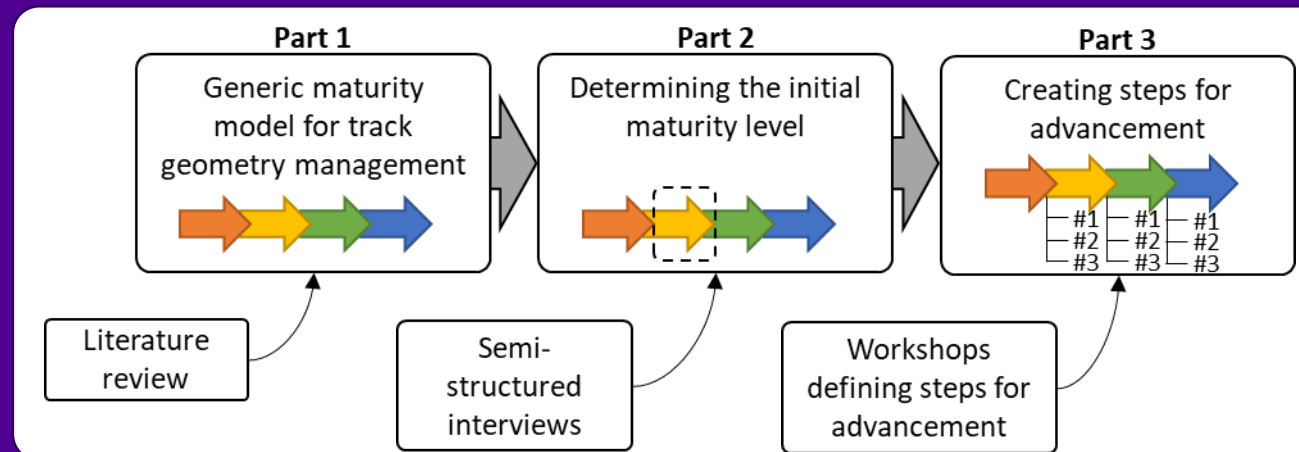 Part 1
Generic maturity
model for track
geometry management
Part 2
Determining the initial
maturity level
Part 3
Creating steps for
advancement
#1
#2
#3
#1
#2
#3
#1
#2
#3
Literature
review
Semi-
structured
interviews
Workshops
defining steps for
advancement